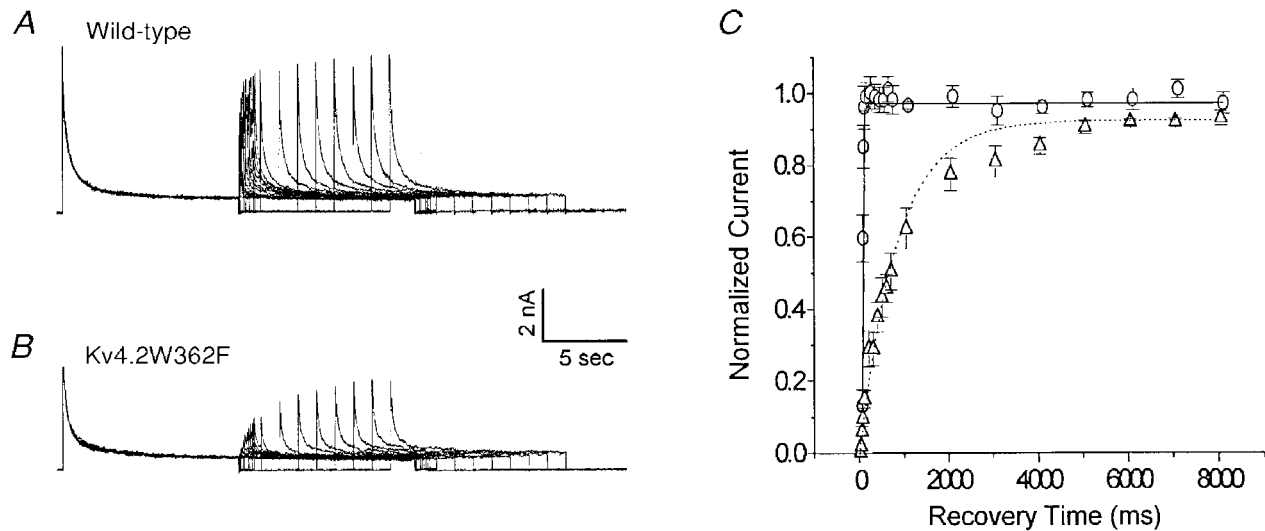 A
Wild-type
2 nA
5 sec
B
Kv4.2W362F
C
Normalized Current
1.0
0.8
0.6
0.4
0.2
0.0
0 2000 4000 6000 8000
Recovery Time (ms)